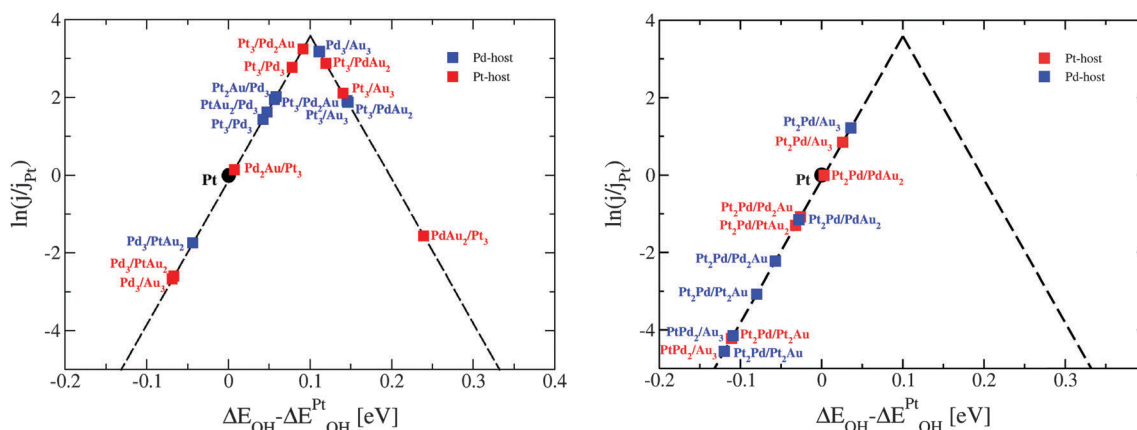 4
2
0
-2
-4
ln(j/j_Pt)
Pt₃/Pd₂Au
Pd₃/Au₃
Pt₃/Pd₃
Pt₃/PdAu₂
Pt₂Au/Pd₃
Pt₃/Au₃
PtAu₂/Pd₃
Pt₃/Pd₂Au
Pt₃/PdAu₂
Pt₃/Pd₃
Pt₃/Au₃
Pt
Pd₂Au/Pt₃
Pd₃/PtAu₂
PdAu₂/Pt₃
Pd₃/PtAu₂
Pd₃/Au₃
Pd-host
Pt-host
-0.2 -0.1 0 0.1 0.2 0.3 0.4
ΔE_OH-ΔE^Pt_OH [eV]
4
2
0
-2
-4
ln(j/j_Pt)
Pt-host
Pd-host
Pt₂Pd/Au₃
Pt₂Pd/Au₃
Pt
Pt₂Pd/PdAu₂
Pt₂Pd/Pd₂Au
Pt₂Pd/PtAu₂
Pt₂Pd/PdAu₂
Pt₂Pd/Pd₂Au
Pt₂Pd/Pt₂Au
PtPd₂/Au₃
Pt₂Pd/Pt₂Au
PtPd₂/Au₃
Pt₂Pd/Pt₂Au
-0.2 -0.1 0 0.1 0.2 0.3
ΔE_OH-ΔE^Pt_OH [eV]